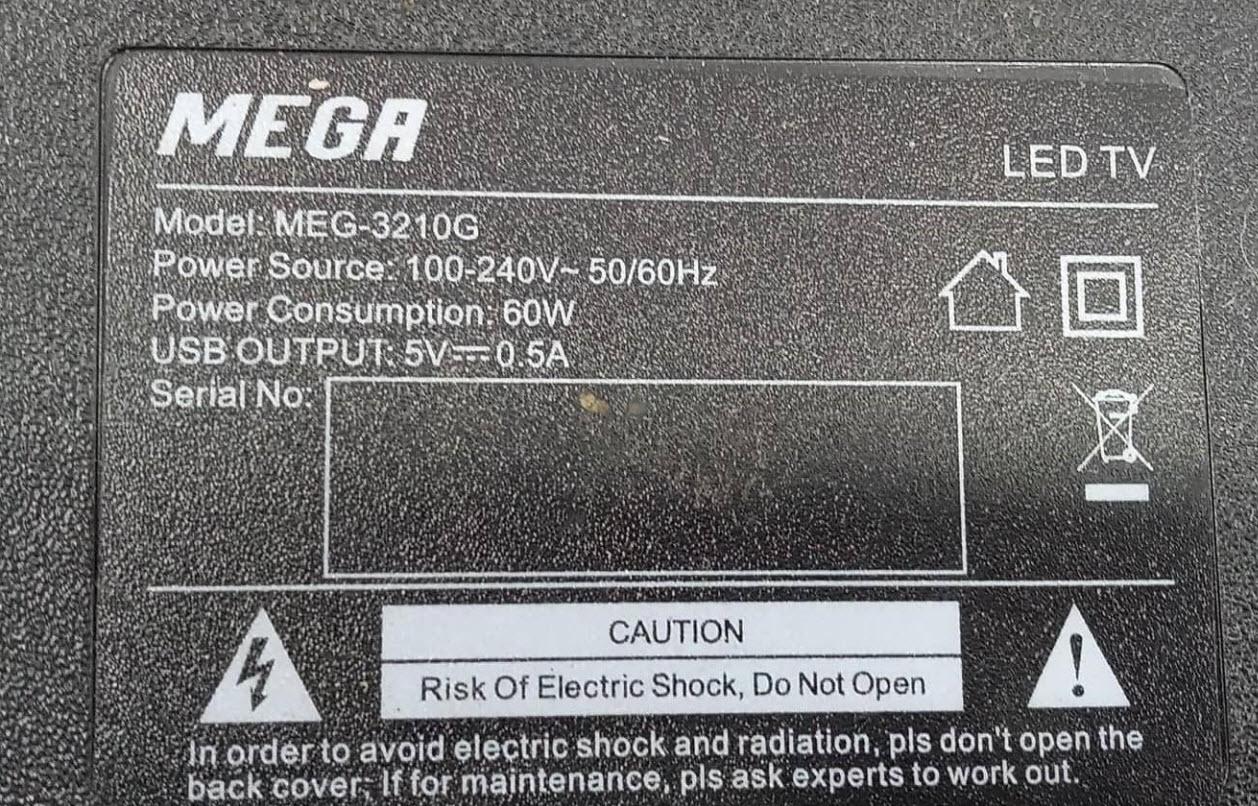 MEGA
LED TV
Model: MEG-3210G
Power Source: 100-240V~ 50/60Hz
Power Consumption: 60W
USB OUTPUT: 5V⎓0.5A
Serial No:
CAUTION
Risk Of Electric Shock, Do Not Open
In order to avoid electric shock and radiation, pls don't open the
back cover; If for maintenance, pls ask experts to work out.